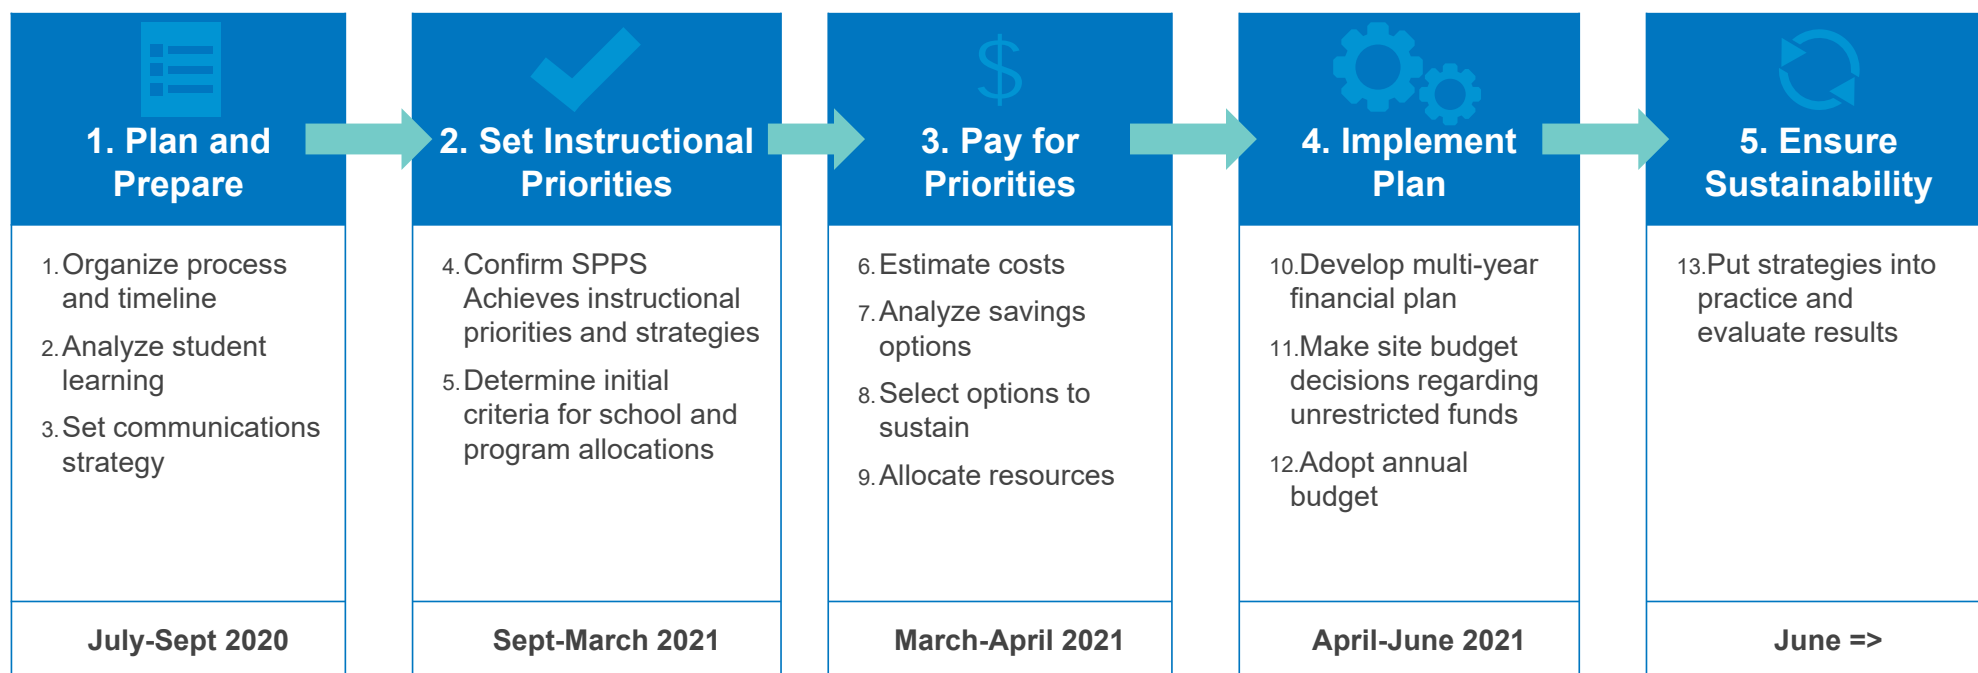 1. Plan and
Prepare
1. Organize process
and timeline
2. Analyze student
learning
3. Set communications
strategy
July-Sept 2020
2. Set Instructional
Priorities
4. Confirm SPPS
Achieves instructional
priorities and strategies
5. Determine initial
criteria for school and
program allocations
Sept-March 2021
$
3. Pay for
Priorities
6. Estimate costs
7. Analyze savings
options
8. Select options to
sustain
9. Allocate resources
March-April 2021
4. Implement
Plan
10. Develop multi-year
financial plan
11. Make site budget
decisions regarding
unrestricted funds
12. Adopt annual
budget
April-June 2021
5. Ensure
Sustainability
13. Put strategies into
practice and
evaluate results
June =>